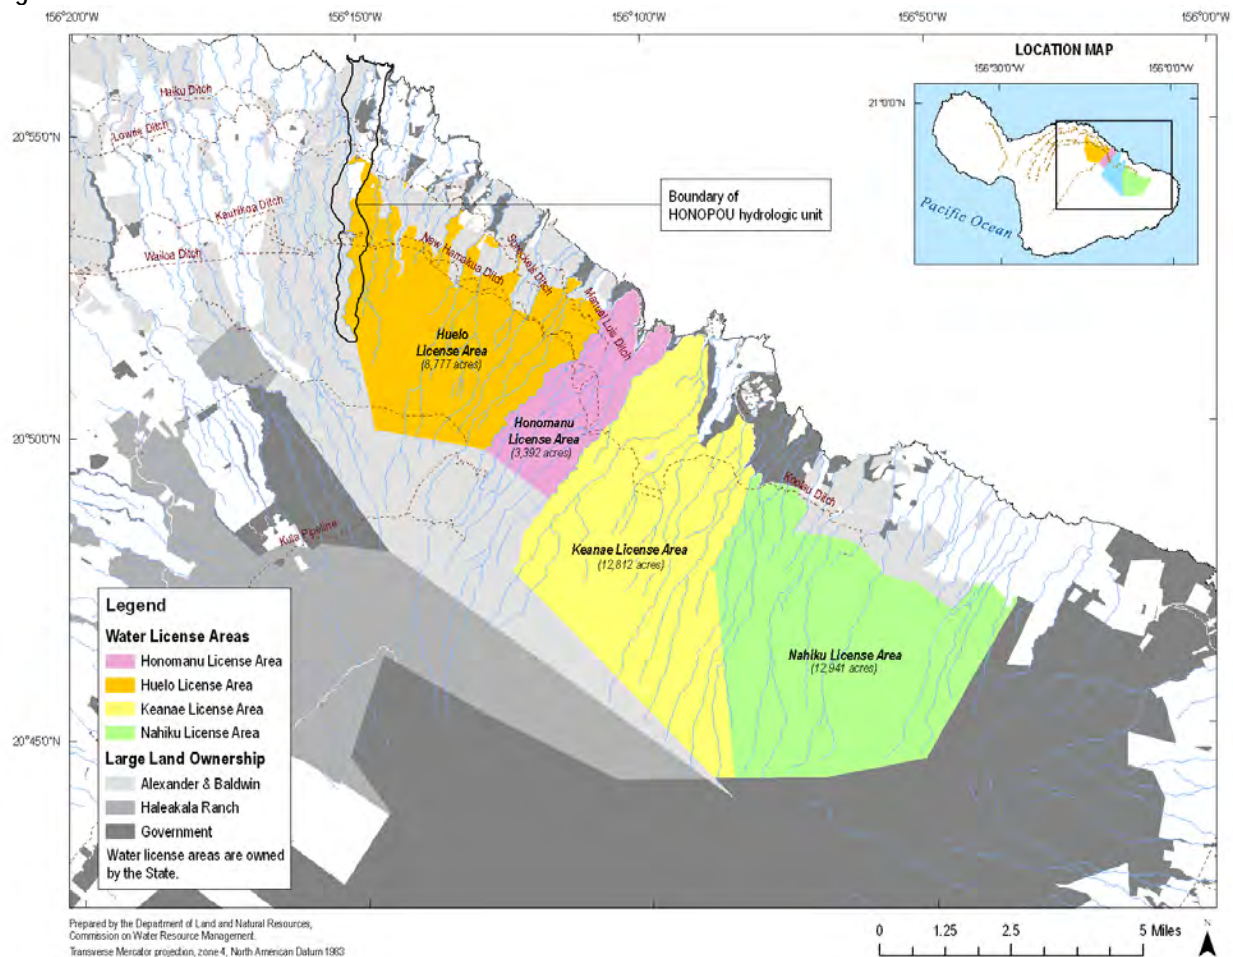 156°20'0"W
156°15'0"W
156°10'0"W
156°5'0"W
156°0'0"W
LOCATION MAP
156°30'0"W
156°0'0"W
21°0'0"N
Pacific Ocean
Haiku Ditch
20°55'0"N
Lowrie Ditch
Boundary of
HONOPOU hydrologic unit
Kauhikoa Ditch
Wailoa Ditch
New Hamakua Ditch
Spreckels Ditch
Manuel Luis Ditch
Huelo
License Area
(8,777 acres)
Honomanu
License Area
(3,392 acres)
20°50'0"N
Koolau Ditch
Kula Pipeline
Keanae License Area
(12,812 acres)
Nahiku License Area
(12,941 acres)
20°45'0"N
Legend
Water License Areas
Honomanu License Area
Huelo License Area
Keanae License Area
Nahiku License Area
Large Land Ownership
Alexander & Baldwin
Haleakala Ranch
Government
Water license areas are owned
by the State.
Prepared by the Department of Land and Natural Resources,
Commission on Water Resource Management.
Transverse Mercator projection, zone 4, North American Datum 1983
0 1.25 2.5 5 Miles
N